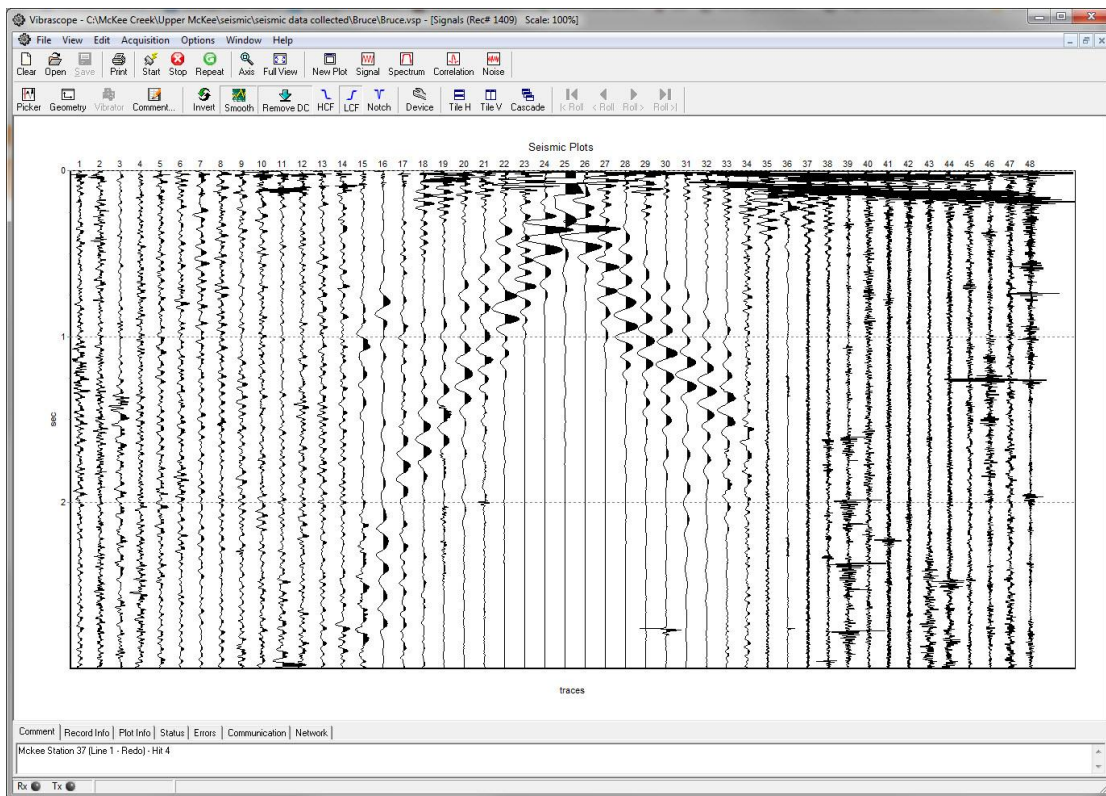 Vibrascope - C:\McKee Creek\Upper McKee\seismic\seismic data collected\Bruce\Bruce.vsp - [Signals (Rec# 1409) Scale: 100%]
File View Edit Acquisition Options Window Help
Clear Open Save Print Start Stop Repeat Axis Full View New Plot Signal Spectrum Correlation Noise
Picker Geometry Vibrator Comment... Invert Smooth Remove DC HCF LCF Notch Device Tile H Tile V Cascade |< Roll < Roll Roll > Roll >|
Seismic Plots
1 2 3 4 5 6 7 8 9 10 11 12 13 14 15 16 17 18 19 20 21 22 23 24 25 26 27 28 29 30 31 32 33 34 35 36 37 38 39 40 41 42 43 44 45 46 47 48
0
1
sec
2
traces
Comment Record Info Plot Info Status Errors Communication Network
Mckee Station 37 (Line 1 - Redo) - Hit 4
Rx Tx